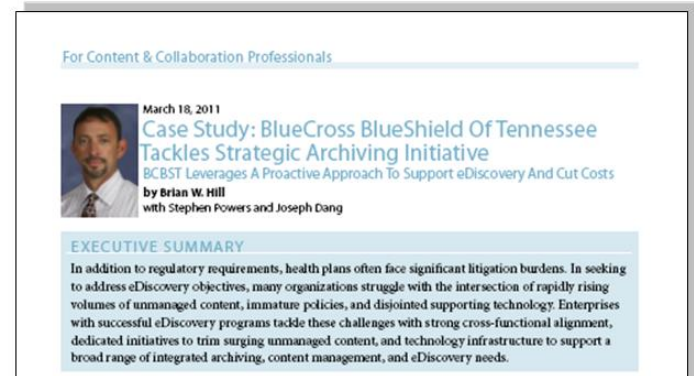 For Content & Collaboration Professionals
March 18, 2011
Case Study: BlueCross BlueShield Of Tennessee
Tackles Strategic Archiving Initiative
BCBST Leverages A Proactive Approach To Support eDiscovery And Cut Costs
by Brian W. Hill
with Stephen Powers and Joseph Dang
EXECUTIVE SUMMARY
In addition to regulatory requirements, health plans often face significant litigation burdens. In seeking
to address eDiscovery objectives, many organizations struggle with the intersection of rapidly rising
volumes of unmanaged content, immature policies, and disjointed supporting technology. Enterprises
with successful eDiscovery programs tackle these challenges with strong cross-functional alignment,
dedicated initiatives to trim surging unmanaged content, and technology infrastructure to support a
broad range of integrated archiving, content management, and eDiscovery needs.